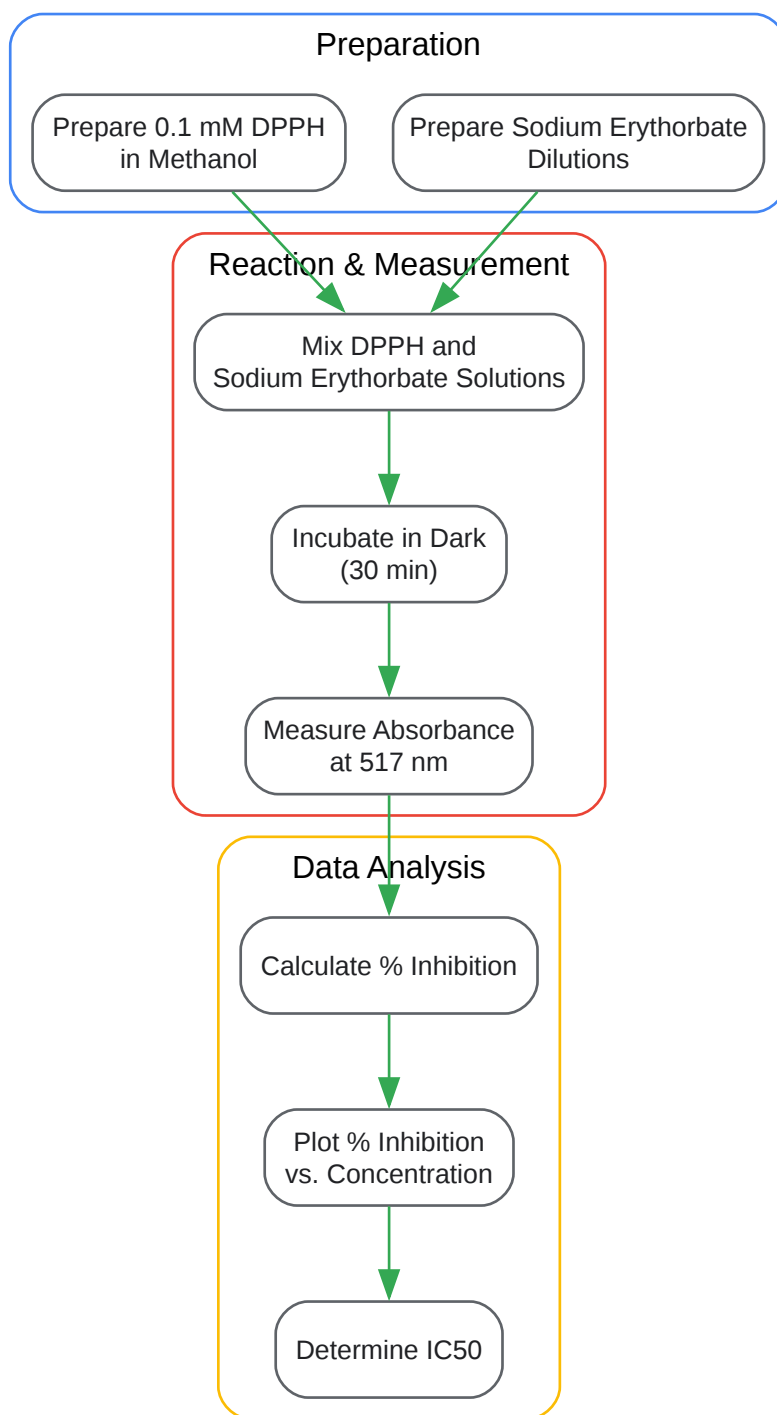 Preparation
Prepare 0.1 mM DPPH
in Methanol
Prepare Sodium Erythorbate
Dilutions
Reaction & Measurement
Mix DPPH and
Sodium Erythorbate Solutions
Incubate in Dark
(30 min)
Measure Absorbance
at 517 nm
Data Analysis
Calculate % Inhibition
Plot % Inhibition
vs. Concentration
Determine IC50